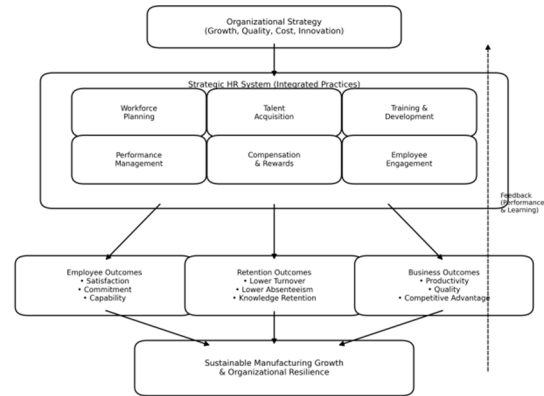 Organizational Strategy
(Growth, Quality, Cost, Innovation)
Strategic HR System (Integrated Practices)
Workforce
Planning
Talent
Acquisition
Training &
Development
Performance
Management
Compensation
& Rewards
Employee
Engagement
Feedback
(Performance
& Learning)
Employee Outcomes
• Satisfaction
• Commitment
• Capability
Retention Outcomes
• Lower Turnover
• Lower Absenteeism
• Knowledge Retention
Business Outcomes
• Productivity
• Quality
• Competitive Advantage
Sustainable Manufacturing Growth
& Organizational Resilience